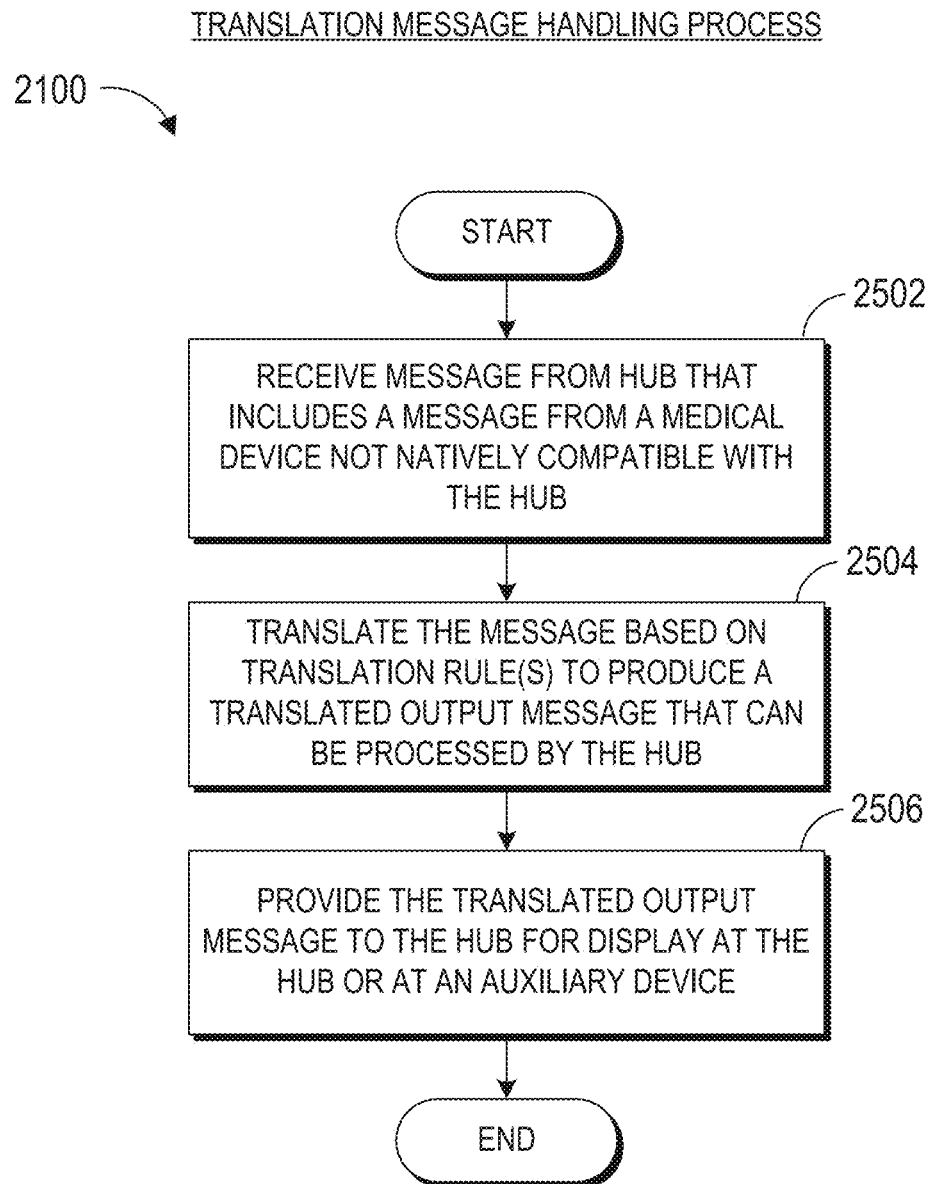 TRANSLATION MESSAGE HANDLING PROCESS
2100
START
2502
RECEIVE MESSAGE FROM HUB THAT
INCLUDES A MESSAGE FROM A MEDICAL
DEVICE NOT NATIVELY COMPATIBLE WITH
THE HUB
2504
TRANSLATE THE MESSAGE BASED ON
TRANSLATION RULE(S) TO PRODUCE A
TRANSLATED OUTPUT MESSAGE THAT CAN
BE PROCESSED BY THE HUB
2506
PROVIDE THE TRANSLATED OUTPUT
MESSAGE TO THE HUB FOR DISPLAY AT THE
HUB OR AT AN AUXILIARY DEVICE
END